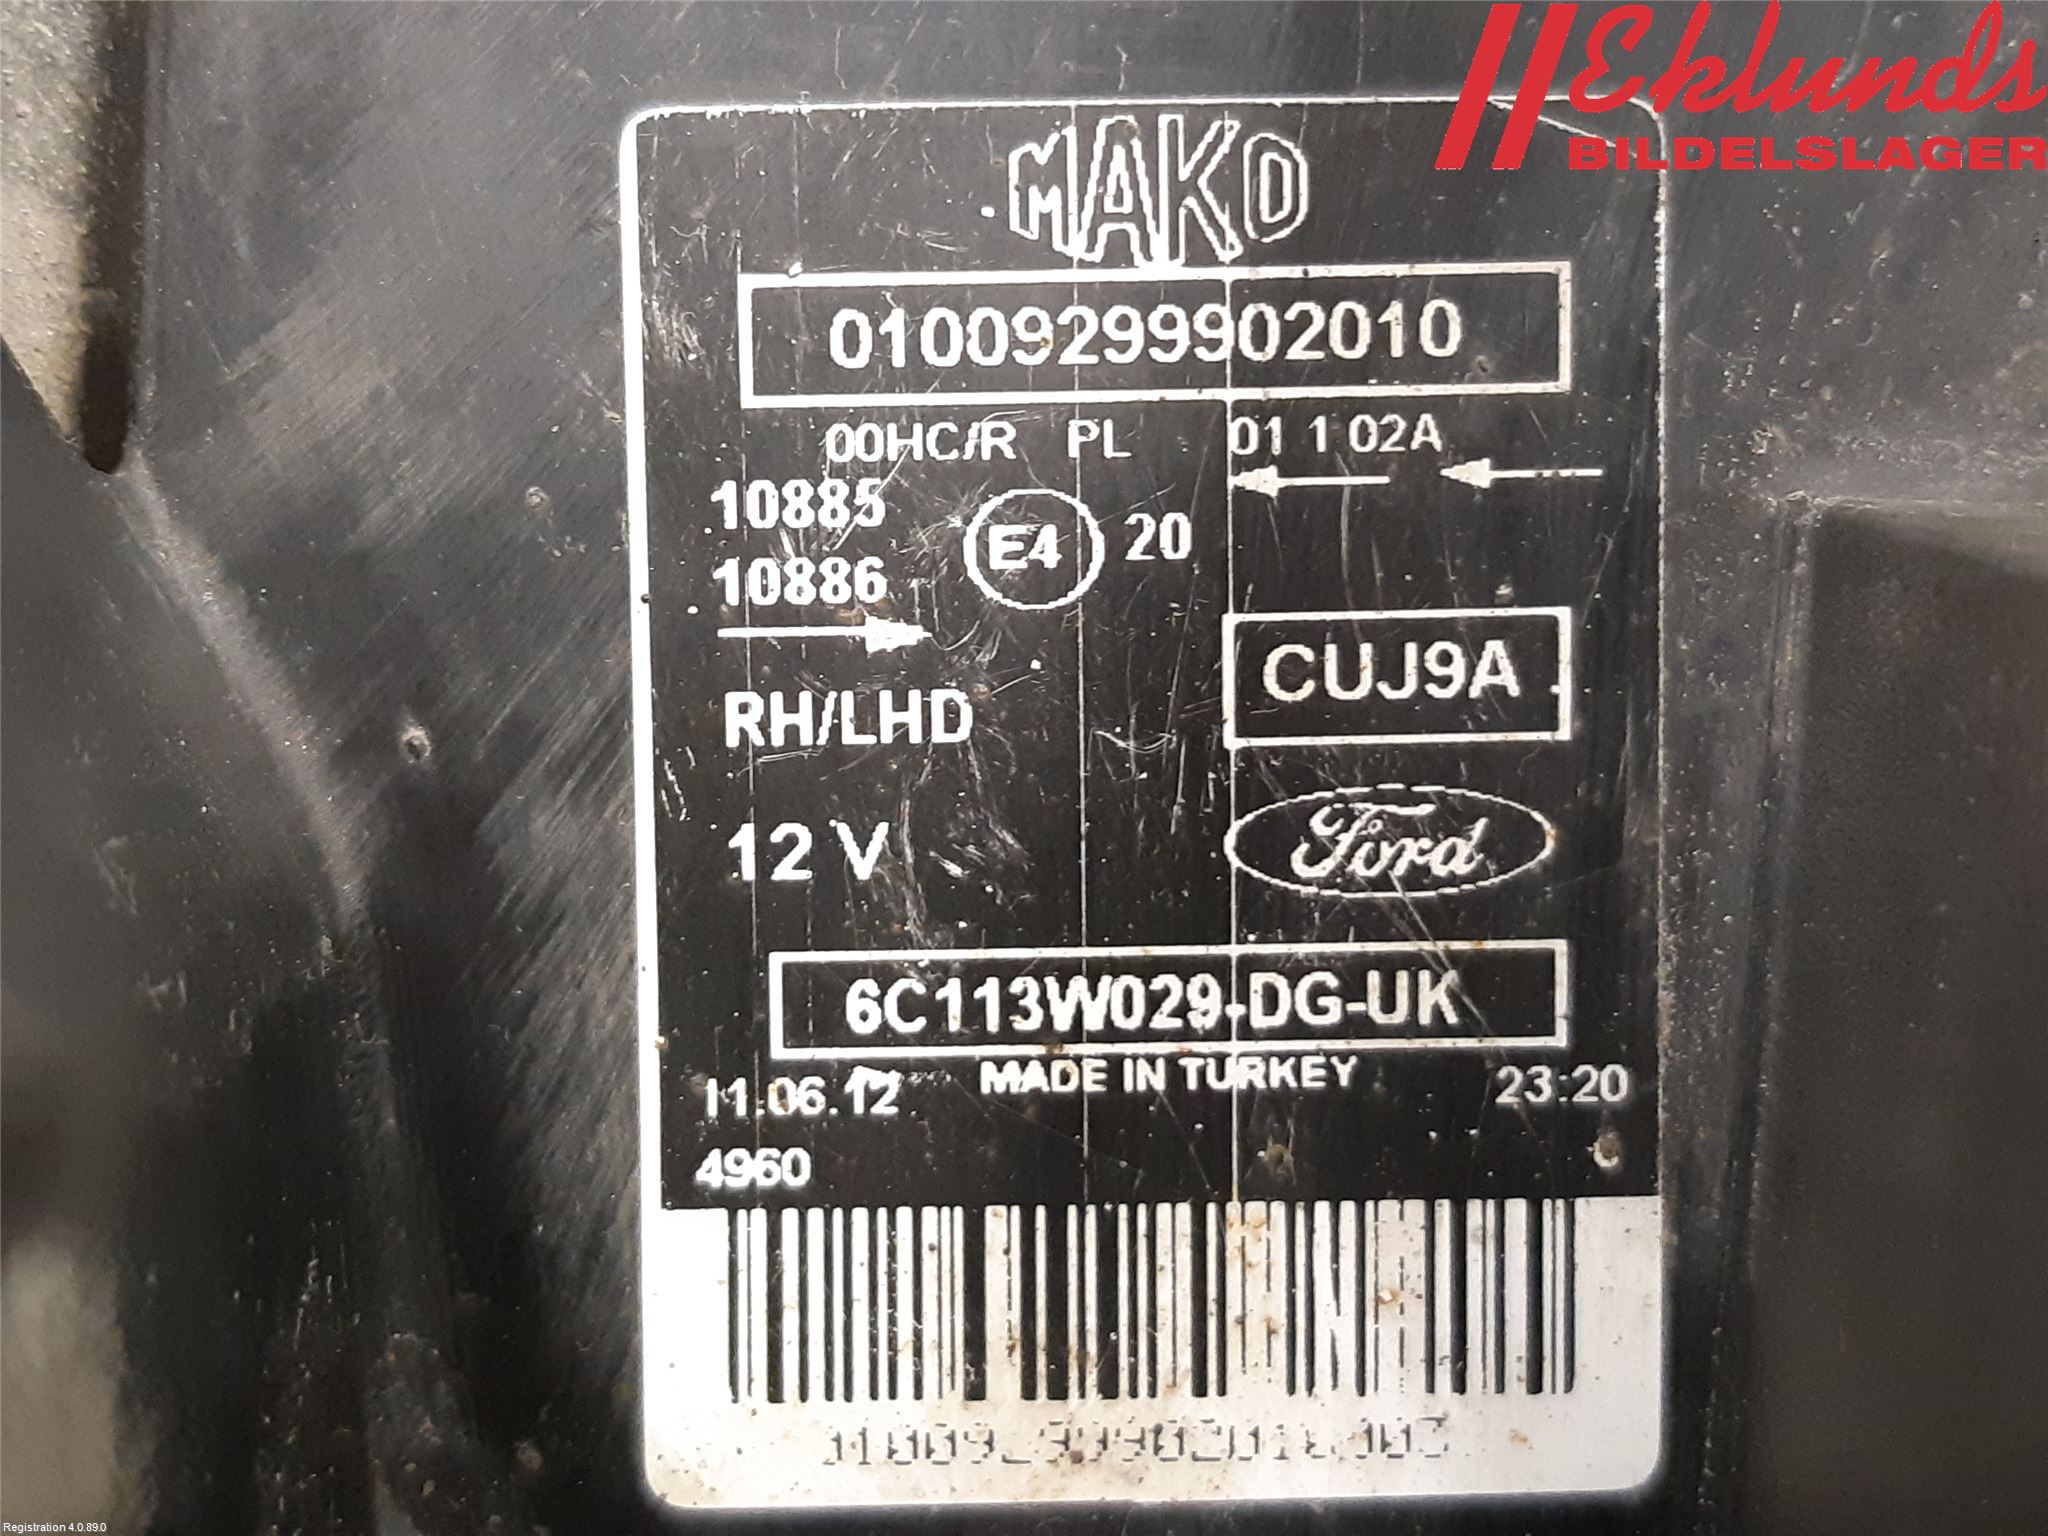 Eklunds
BILDELSLAGER
MAKO
01009299902010
00HC/R PL 01 1 02A
10885
10886
E4 20
CUJ9A
RH/LHD
12 V
Ford
6C113W029-DG-UK
MADE IN TURKEY
11.06.12 23:20
4960
Registration 4.0.89.0